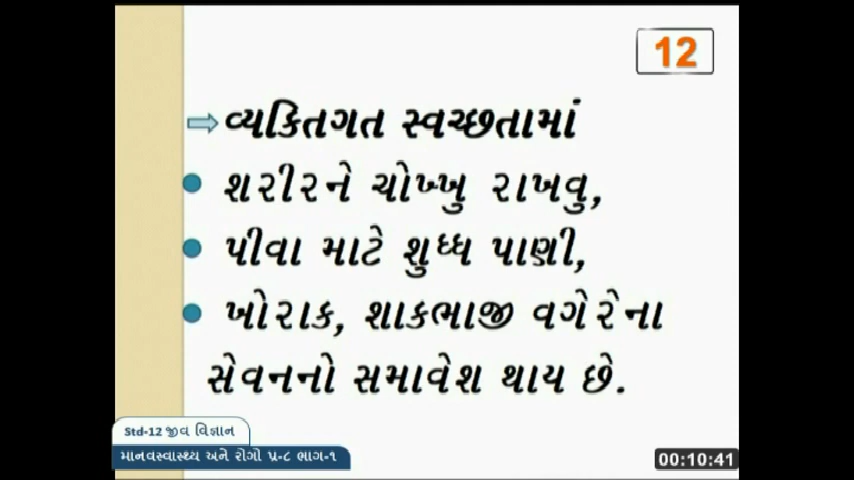 12
વ્યકિતગત સ્વચ્છતામાં
શરીરને ચોખ્ખુ રાખવુ,
પીવા માટે શુધ્ધ પાણી,
ખોરાક, શાકભાજી વગેરેના
સેવનનો સમાવેશ થાય છે.
Std-12 જીવ વિજ્ઞાન
માનવસ્વાસ્થ્ય અને રોગો પ્ર-૮ ભાગ-૧
00:10:41